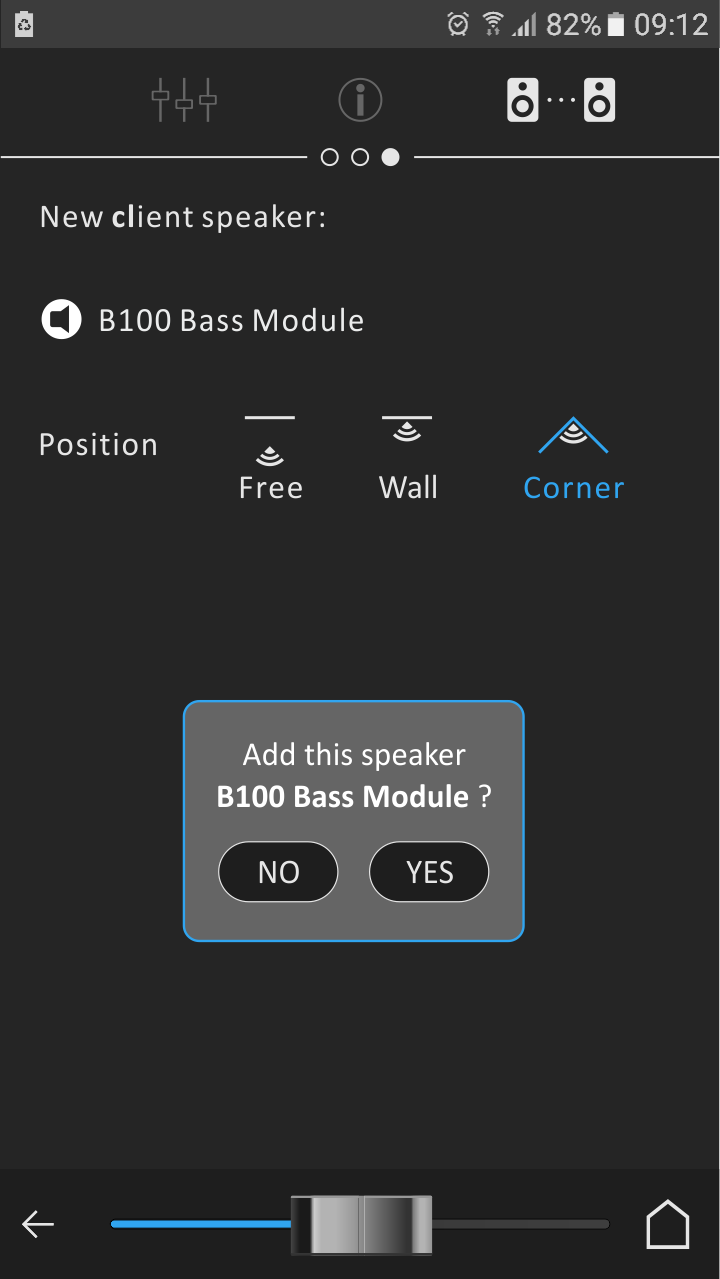 82% 09:12
New client speaker:
B100 Bass Module
Position
Free Wall Corner
Add this speaker
B100 Bass Module ?
NO YES